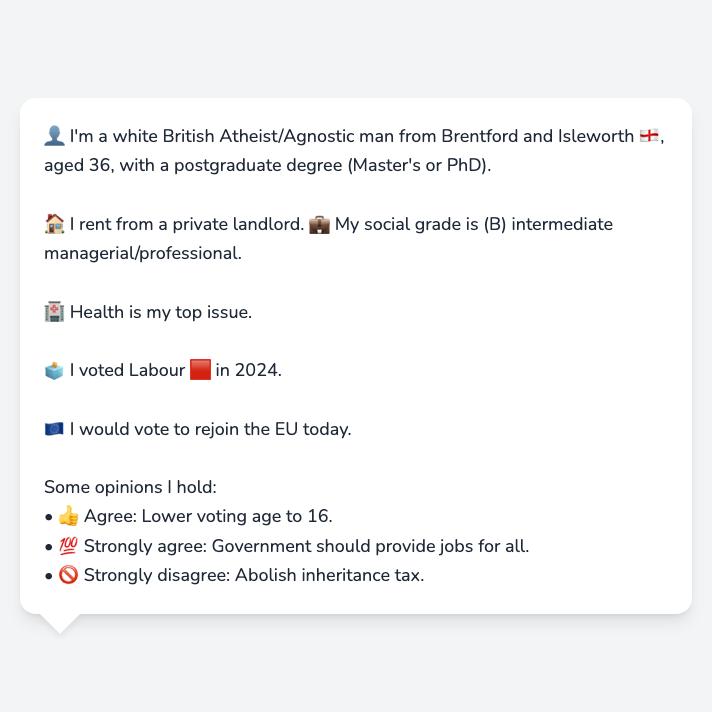 👤 I'm a white British Atheist/Agnostic man from Brentford and Isleworth 🏴󠁧󠁢󠁥󠁮󠁧󠁿,
aged 36, with a postgraduate degree (Master's or PhD).
🏠 I rent from a private landlord. 💼 My social grade is (B) intermediate
managerial/professional.
🏥 Health is my top issue.
🗳️ I voted Labour 🟥 in 2024.
🇪🇺 I would vote to rejoin the EU today.
Some opinions I hold:
• 👍 Agree: Lower voting age to 16.
• 💯 Strongly agree: Government should provide jobs for all.
• 🚫 Strongly disagree: Abolish inheritance tax.